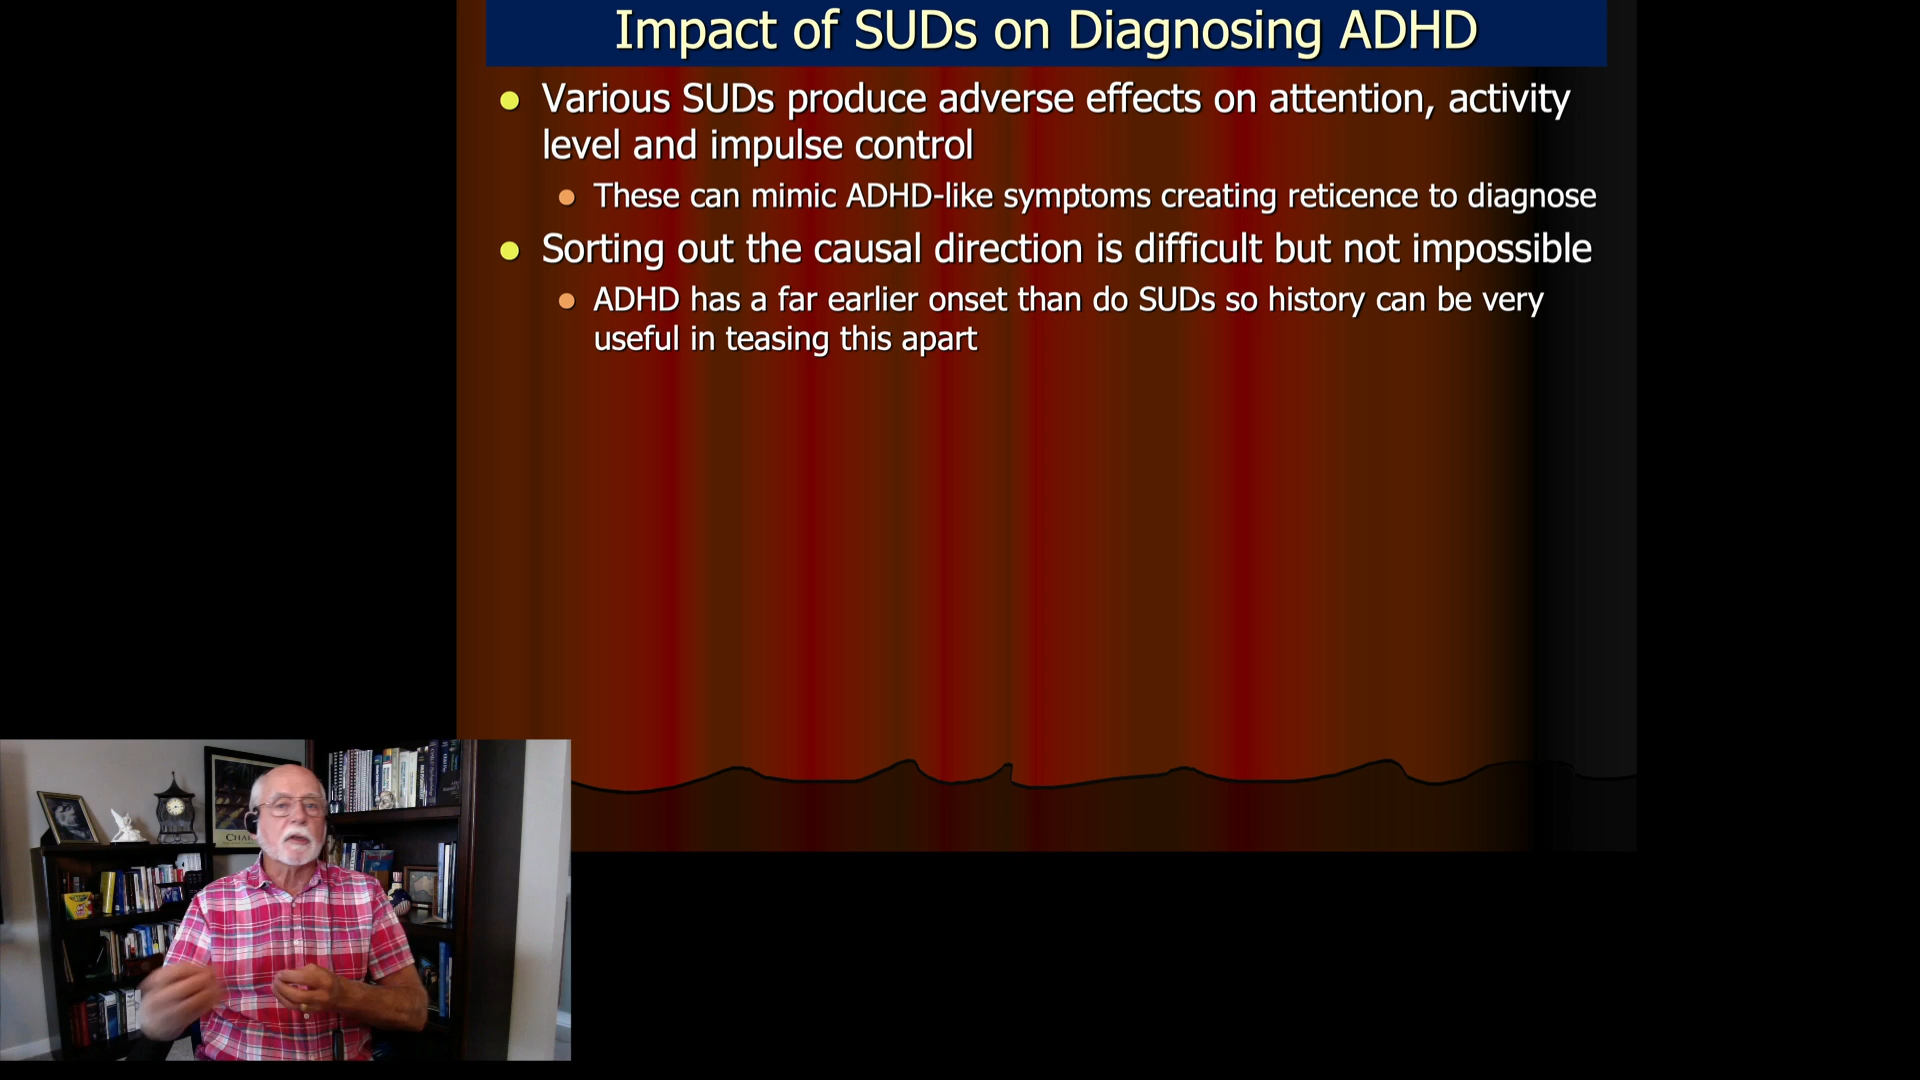 Impact of SUDs on Diagnosing ADHD
Various SUDs produce adverse effects on attention, activity
level and impulse control
These can mimic ADHD-like symptoms creating reticence to diagnose
Sorting out the causal direction is difficult but not impossible
ADHD has a far earlier onset than do SUDs so history can be very
useful in teasing this apart